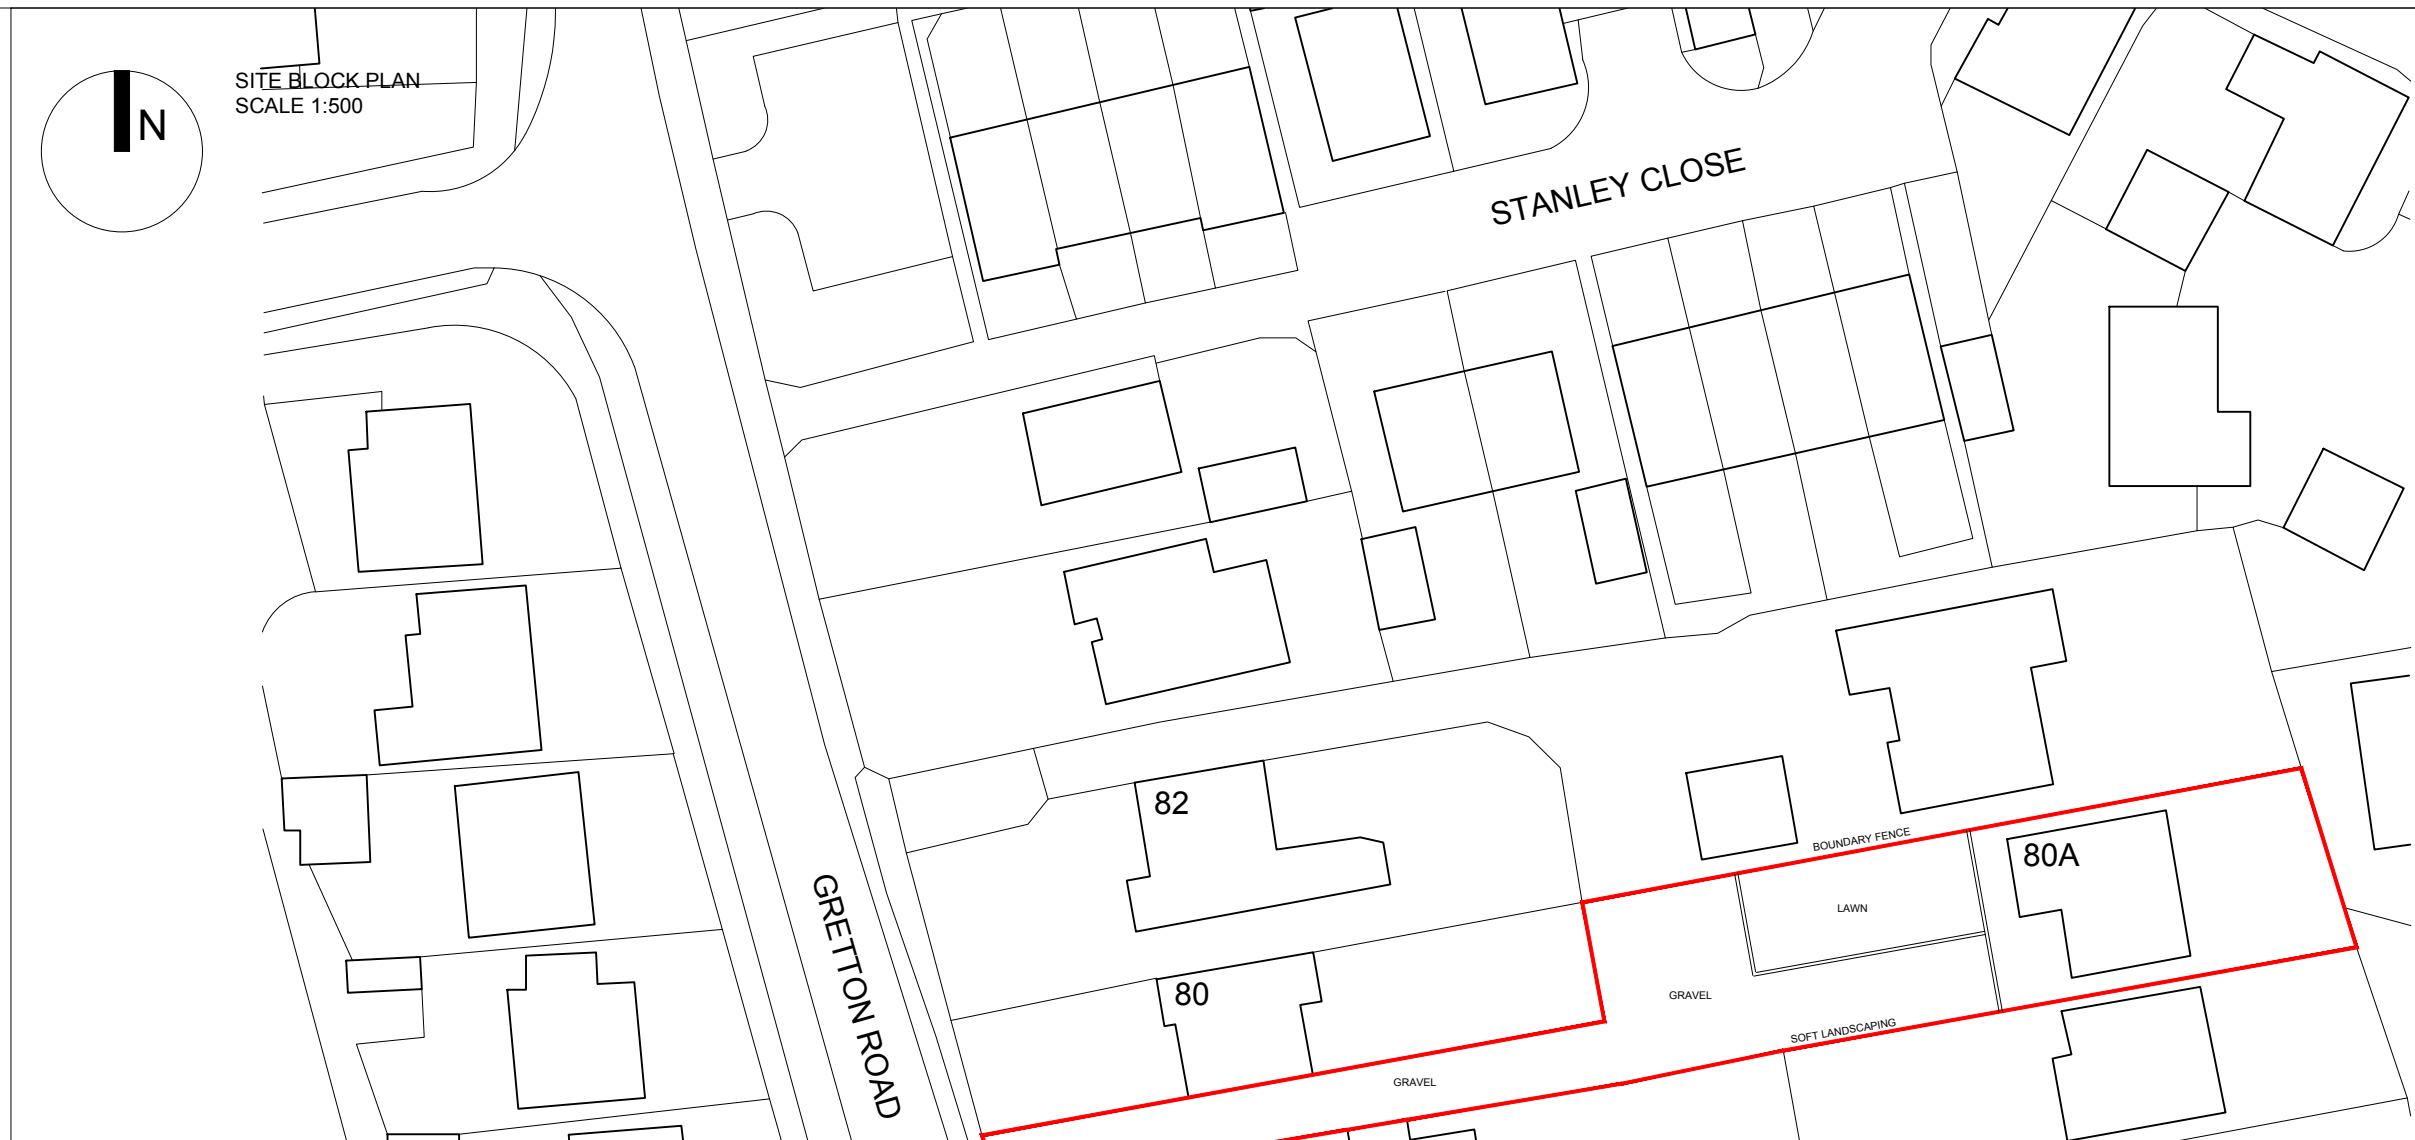 SITE BLOCK PLAN
SCALE 1:500
N
STANLEY CLOSE
82
BOUNDARY FENCE
80A
LAWN
GRETTON ROAD
80
GRAVEL
SOFT LANDSCAPING
GRAVEL